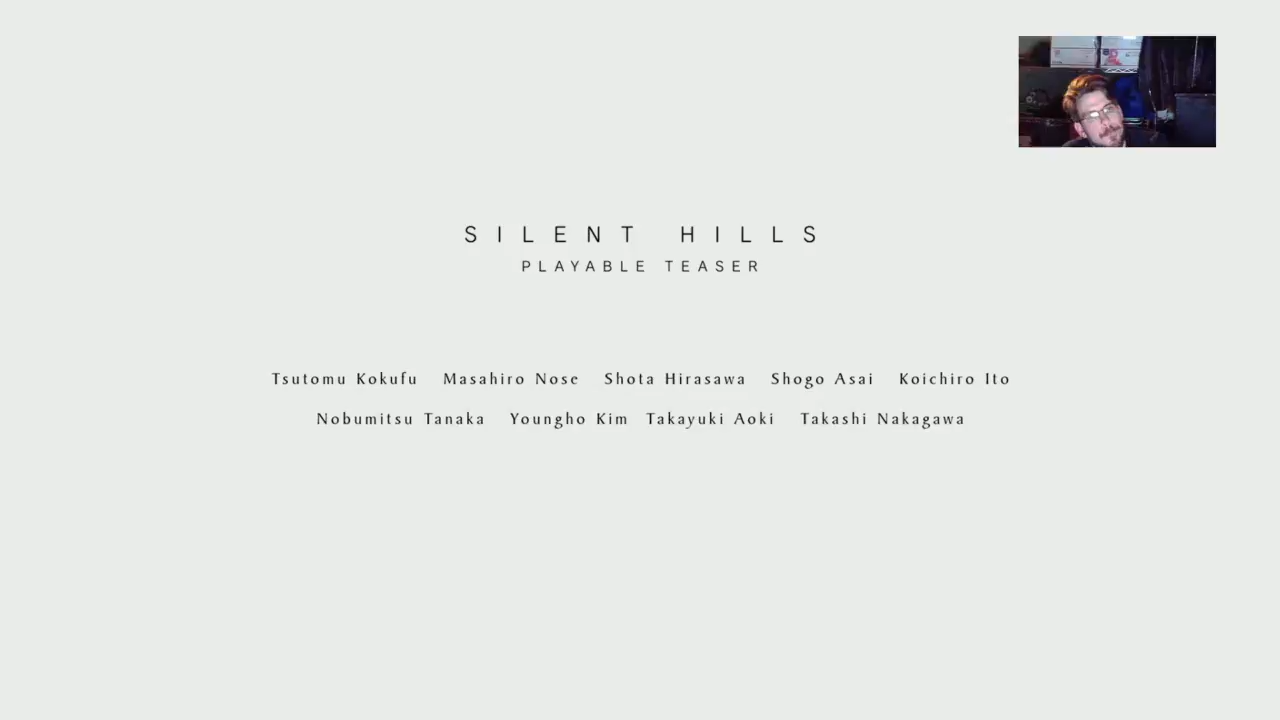 SILENT HILLS
PLAYABLE TEASER
Tsutomu Kokufu Masahiro Nose Shota Hirasawa Shogo Asai Koichiro Ito
Nobumitsu Tanaka Youngho Kim Takayuki Aoki Takashi Nakagawa